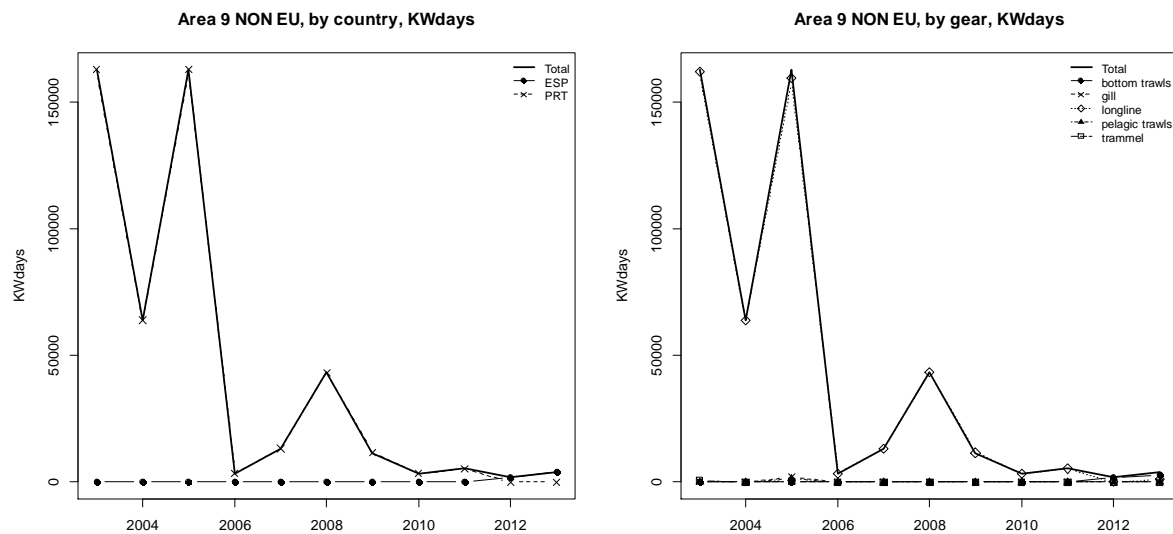 Area 9 NON EU, by country, KWdays
KWdays
150000
100000
50000
0
2004 2006 2008 2010 2012
Total
ESP
PRT
Area 9 NON EU, by gear, KWdays
KWdays
150000
100000
50000
0
2004 2006 2008 2010 2012
Total
bottom trawls
gill
longline
pelagic trawls
trammel